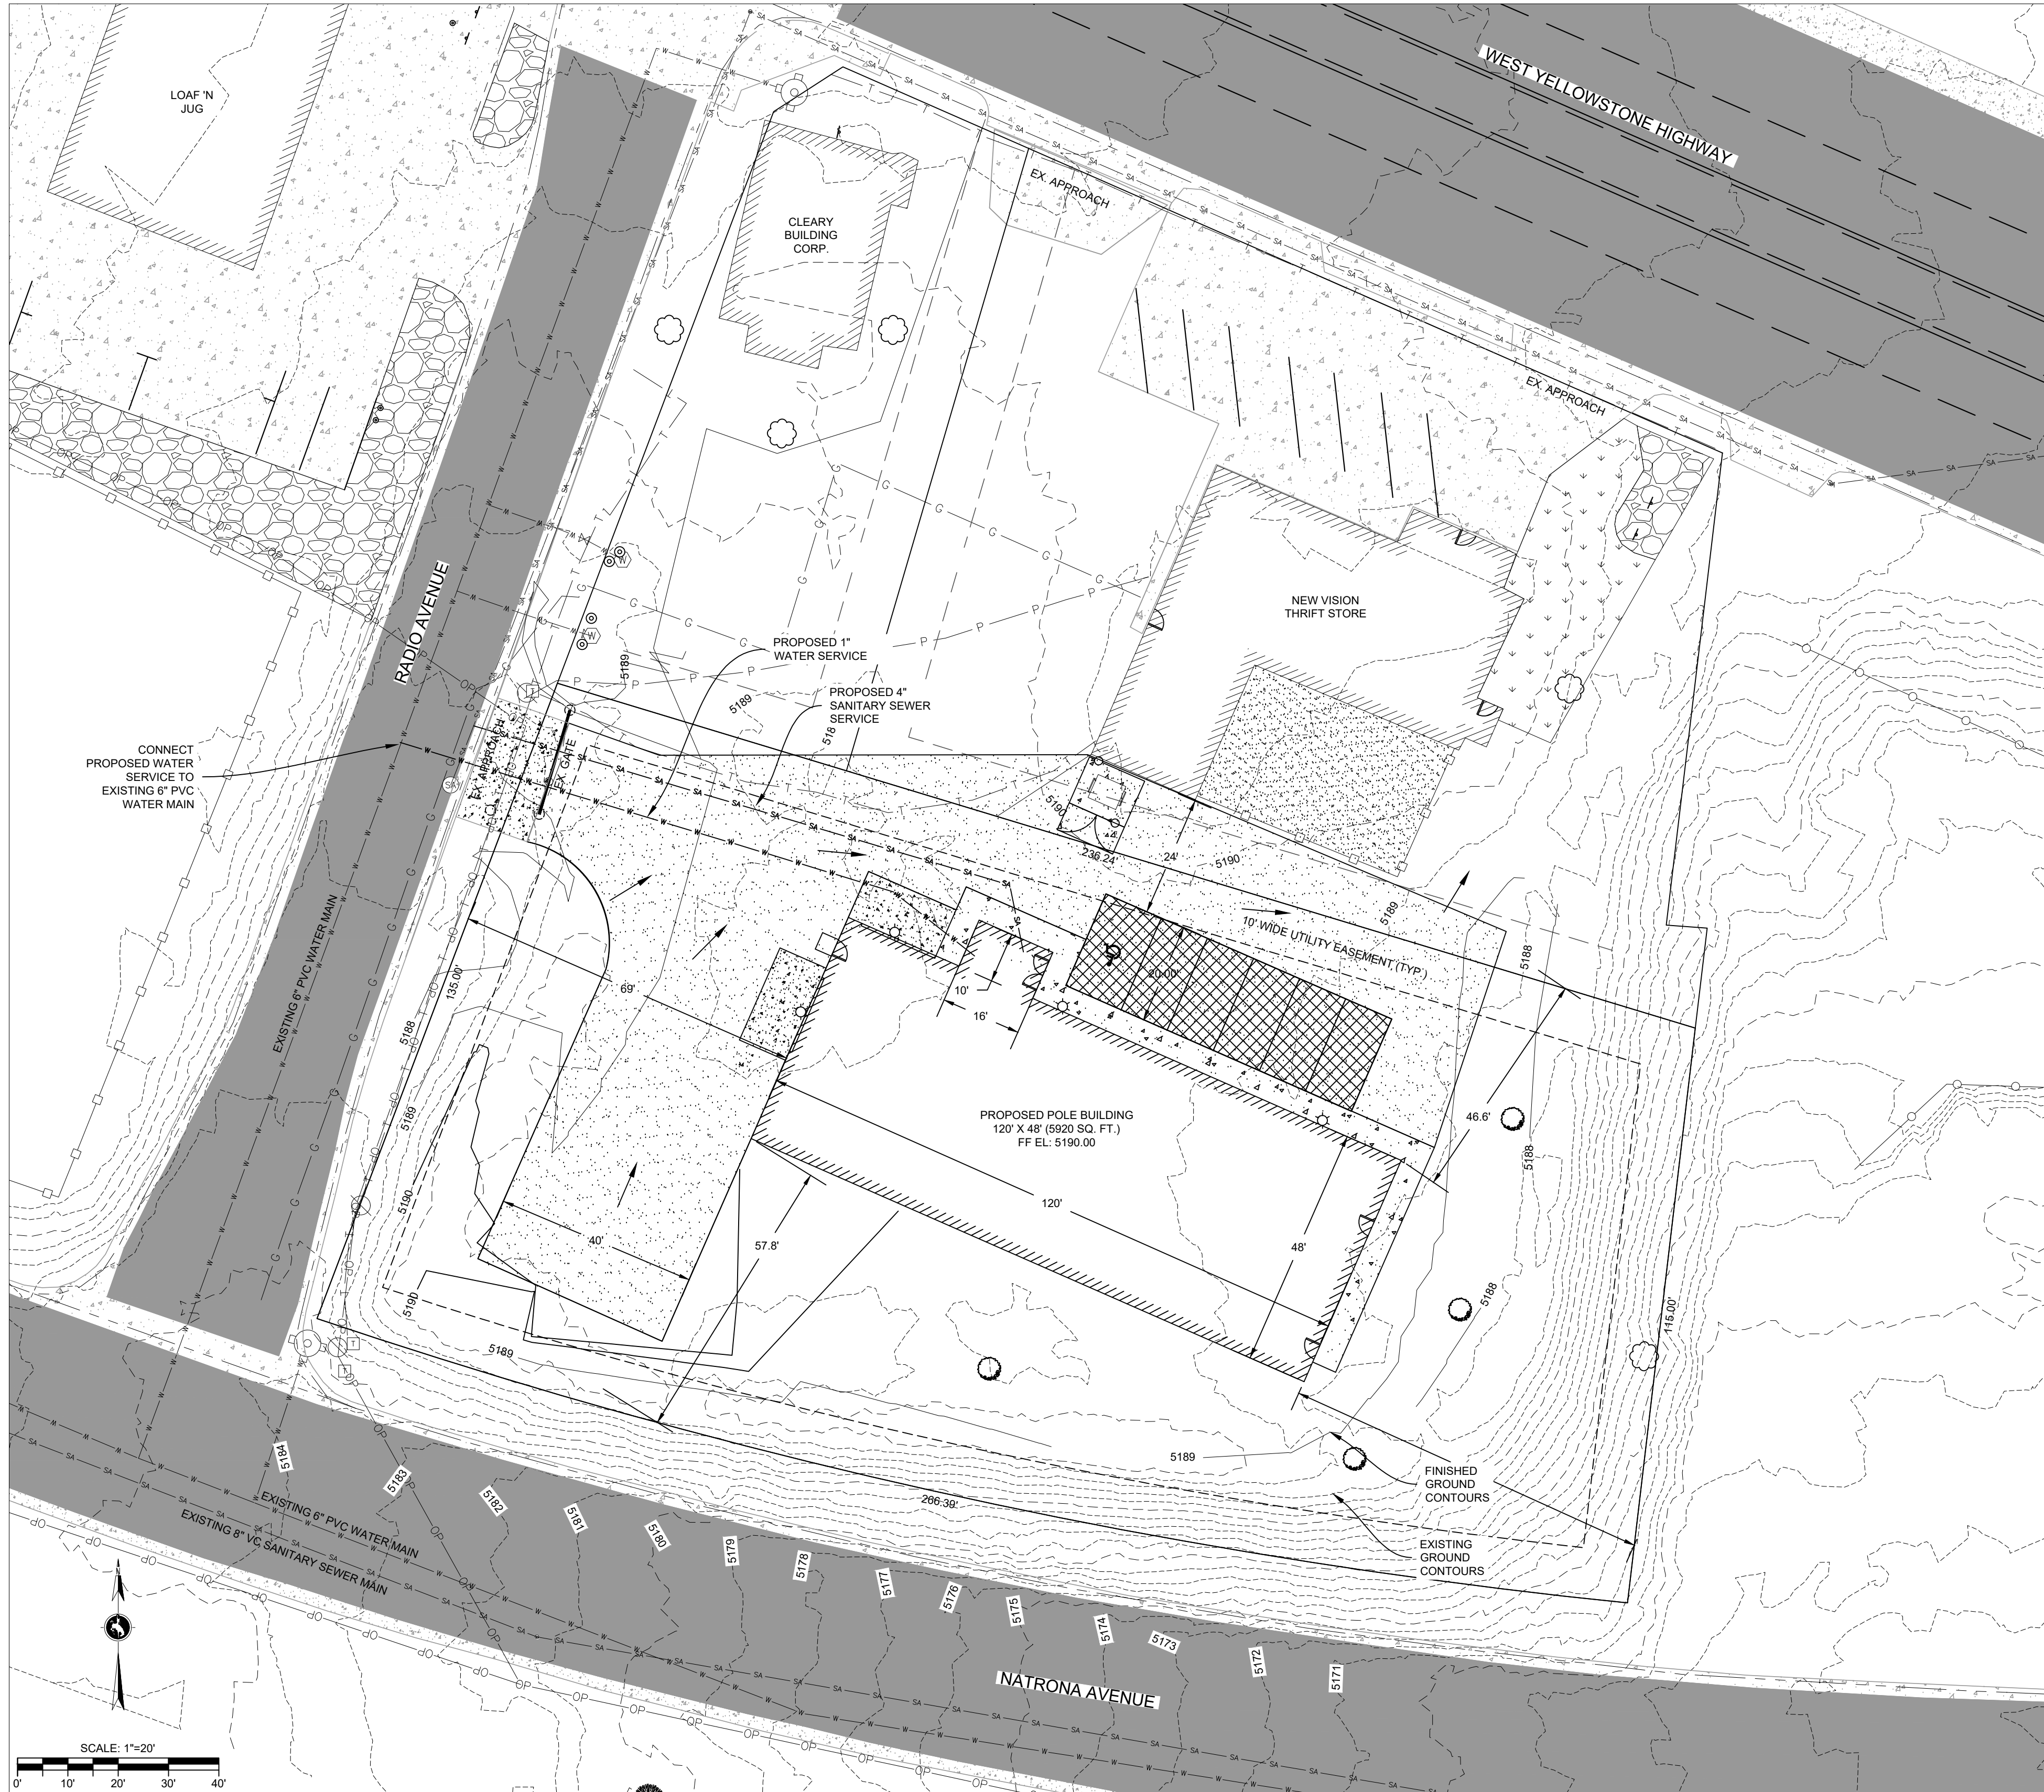 WEST YELLOWSTONE HIGHWAY
LOAF 'N
JUG
EX. APPROACH
CLEARY
BUILDING
CORP.
EX. APPROACH
NEW VISION
THRIFT STORE
RADIO AVENUE
PROPOSED 1"
WATER SERVICE
5189
5189
PROPOSED 4"
SANITARY SEWER
SERVICE
518
CONNECT
PROPOSED WATER
SERVICE TO
EXISTING 6" PVC
WATER MAIN
EX. APPROACH
EX. GATE
5190
236.24'
24'
5190
5189
10' WIDE UTILITY EASEMENT (TYP.)
5188
EXISTING 6" PVC WATER MAIN
135.00'
69'
10'
16'
20.00'
5188
5189
5190
5190
PROPOSED POLE BUILDING
120' X 48' (5920 SQ. FT.)
FF EL: 5190.00
46.6'
5188
120'
40'
57.8'
48'
5188
115.00'
5189
5189
266.39'
FINISHED
GROUND
CONTOURS
EXISTING
GROUND
CONTOURS
5184
5183
5182
5181
5180
5179
5178
5177
5176
5175
5174
5173
5172
5171
EXISTING 6" PVC WATER MAIN
EXISTING 8" VC SANITARY SEWER MAIN
NATRONA AVENUE
N
SCALE: 1"=20'
0' 10' 20' 30' 40'